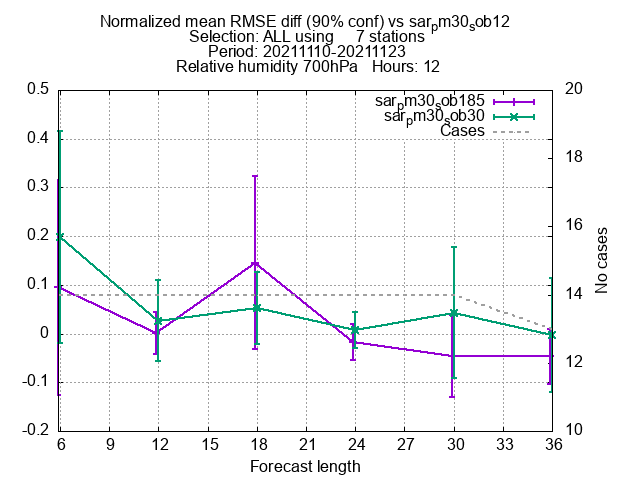 Normalized mean RMSE diff (90% conf) vs sarpm30sob12
Selection: ALL using     7 stations
Period: 20211110-20211123
Relative humidity 700hPa   Hours: 12
sarpm30sob185
sarpm30sob30
Cases
0.5
0.4
0.3
0.2
0.1
0
-0.1
-0.2
20
18
16
14
12
10
No cases
6 9 12 15 18 21 24 27 30 33 36
Forecast length